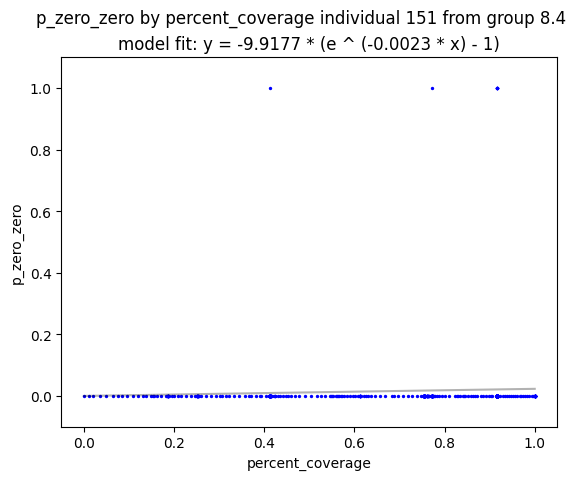 p_zero_zero by percent_coverage individual 151 from group 8.4
model fit: y = -9.9177 * (e ^ (-0.0023 * x) - 1)
1.0
0.8
0.6
0.4
0.2
0.0
p_zero_zero
0.0 0.2 0.4 0.6 0.8 1.0
percent_coverage